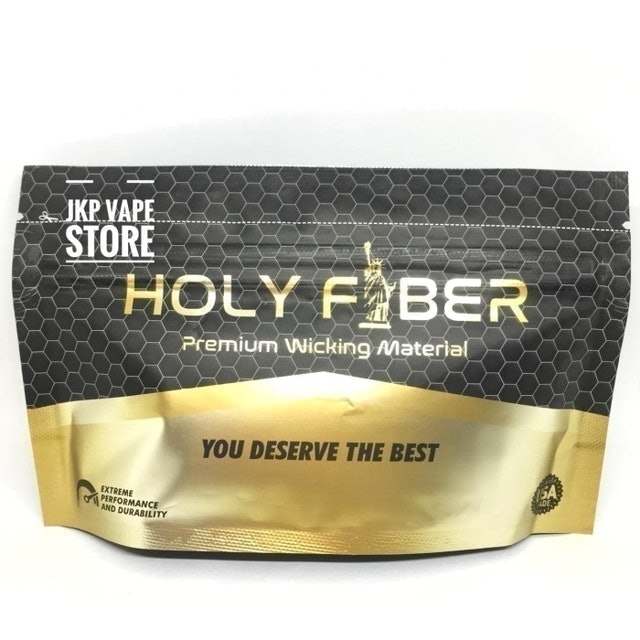 JKP VAPE
STORE
HOLY FIBER
Premium Wicking Material
YOU DESERVE THE BEST
EXTREME
PERFORMANCE
AND DURABILITY